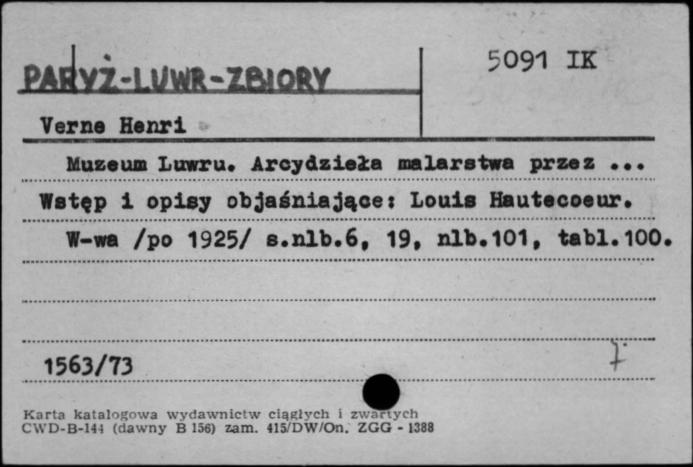 5091 IK
PARYŻ-LUWR-ZBIORY
Verne Henri
Muzeum Luwru. Arcydzieła malarstwa przez ...
Wstęp i opisy objaśniające: Louis Hautecoeur.
W-wa /po 1925/ s.nlb.6, 19, nlb.101, tabl.100.
1563/73
7
Karta katalogowa wydawnictw ciągłych i zwartych
CWD-B-144 (dawny B 156) zam. 415/DW/On. ZGG - 1388